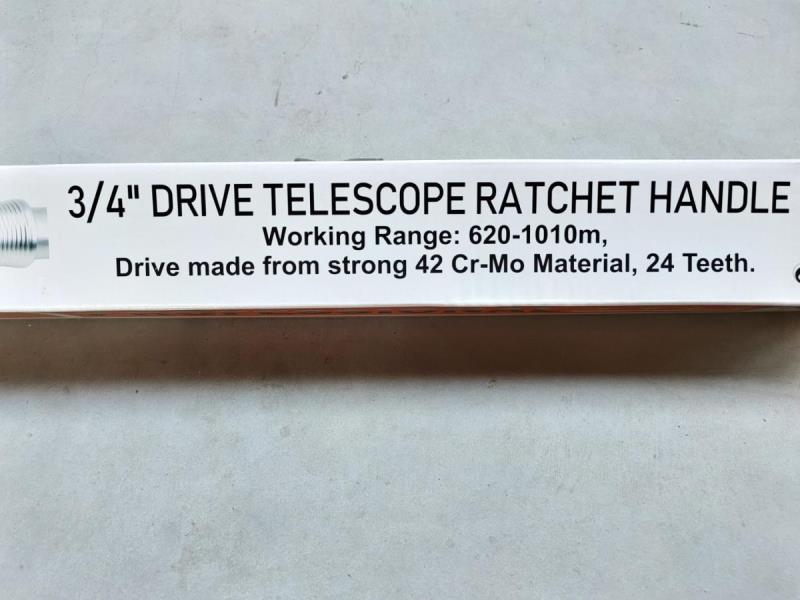 3/4" DRIVE TELESCOPE RATCHET HANDLE
Working Range: 620-1010m,
Drive made from strong 42 Cr-Mo Material, 24 Teeth.